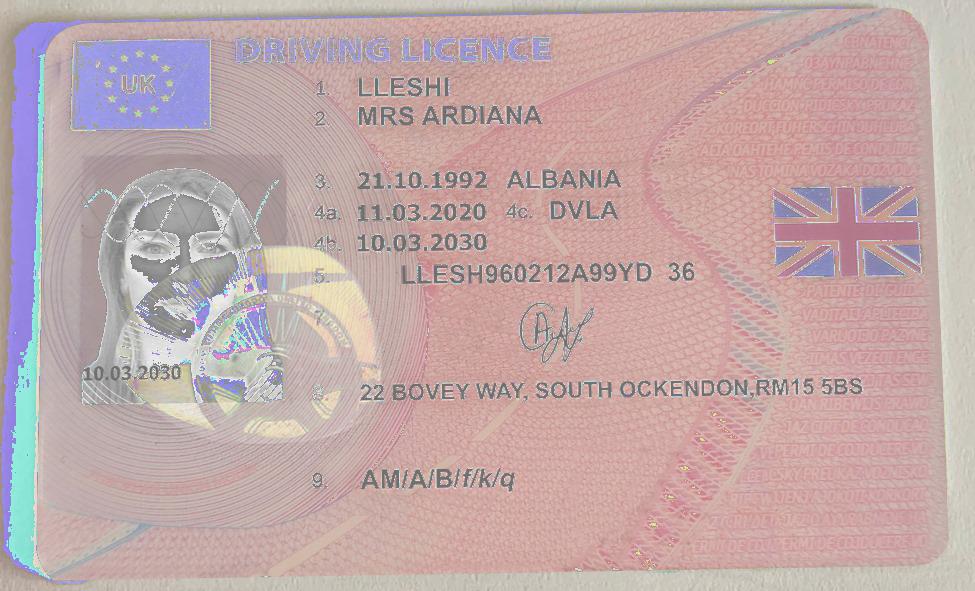 DRIVING LICENCE
UK
1. LLESHI
2. MRS ARDIANA
3. 21.10.1992 ALBANIA
4a. 11.03.2020 4c. DVLA
4b. 10.03.2030
5. LLESH960212A99YD 36
10.03.2030
8. 22 BOVEY WAY, SOUTH OCKENDON,RM15 5BS
9. AM/A/B/f/k/q